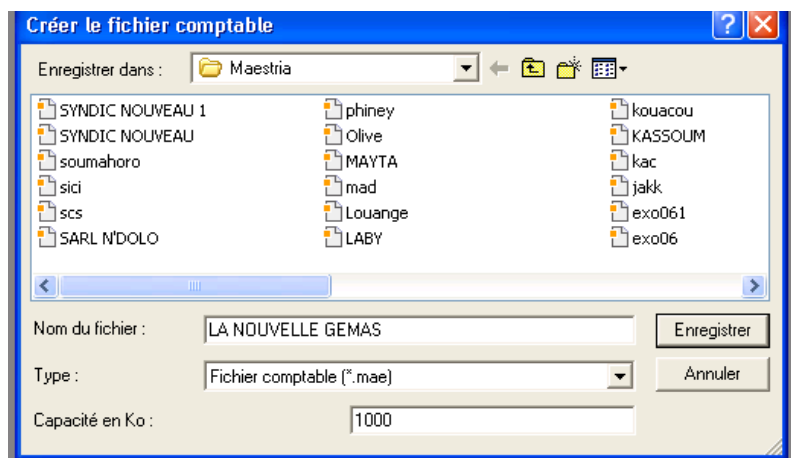 Créer le fichier comptable
Enregistrer dans :
Maestria
SYNDIC NOUVEAU 1
phiney
kouacou
SYNDIC NOUVEAU
Olive
KASSOUM
soumahoro
MAYTA
kac
sici
mad
jakk
scs
Louange
exo061
SARL N'DOLO
LABY
exo06
Nom du fichier :
LA NOUVELLE GEMAS
Enregistrer
Type :
Fichier comptable (*.mae)
Annuler
Capacité en Ko :
1000